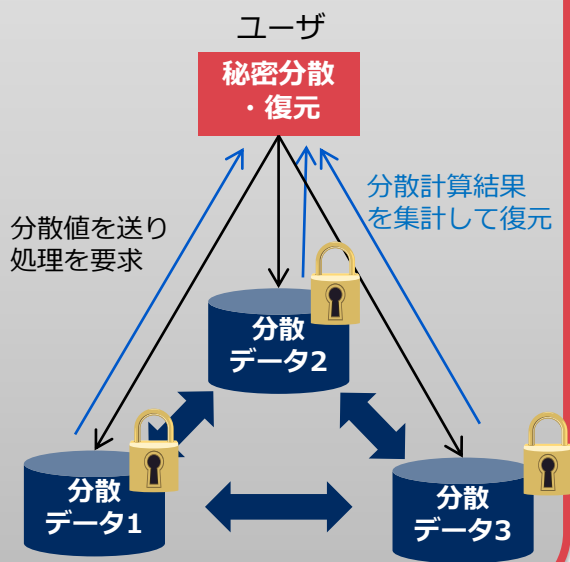 ユーザ
秘密分散
・復元
分散計算結果
を集計して復元
分散値を送り
処理を要求
分散
データ2
分散
データ1
分散
データ3